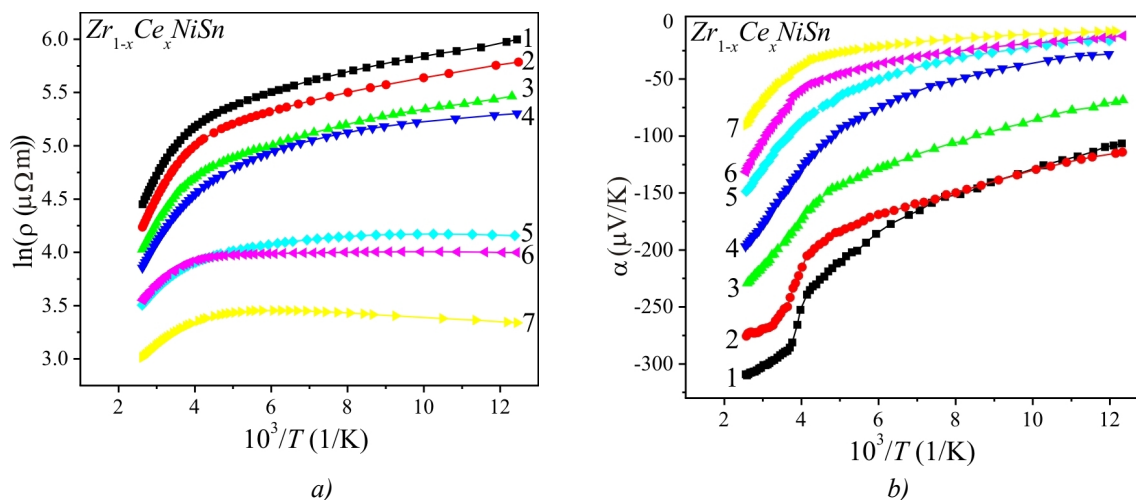 Zr1-xCexNiSn
ln(ρ (μΩm))
6.0
5.5
5.0
4.5
4.0
3.5
3.0
1
2
3
4
5
6
7
2 4 6 8 10 12
10³/T (1/K)
a)
Zr1-xCexNiSn
α (μV/K)
0
-50
-100
-150
-200
-250
-300
7
6
5
4
3
2
1
2 4 6 8 10 12
10³/T (1/K)
b)